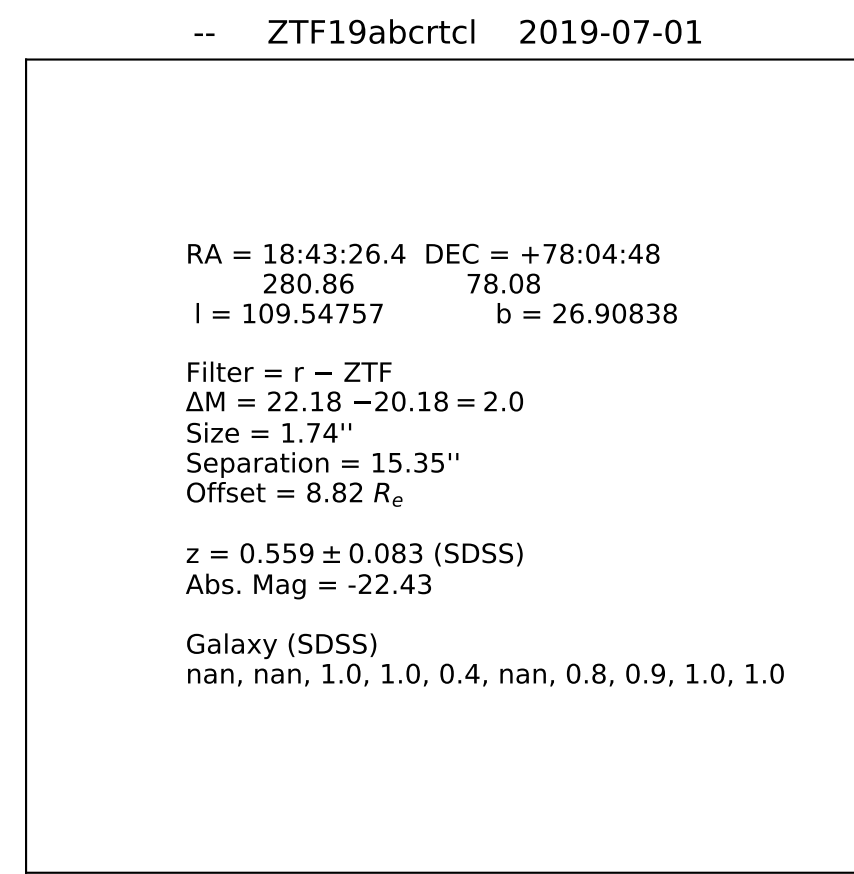 -- ZTF19abcrtcl 2019-07-01
RA = 18:43:26.4 DEC = +78:04:48
280.86 78.08
l = 109.54757 b = 26.90838
Filter = r − ZTF
ΔM = 22.18 −20.18 = 2.0
Size = 1.74''
Separation = 15.35''
Offset = 8.82 Re
z = 0.559 ± 0.083 (SDSS)
Abs. Mag = -22.43
Galaxy (SDSS)
nan, nan, 1.0, 1.0, 0.4, nan, 0.8, 0.9, 1.0, 1.0